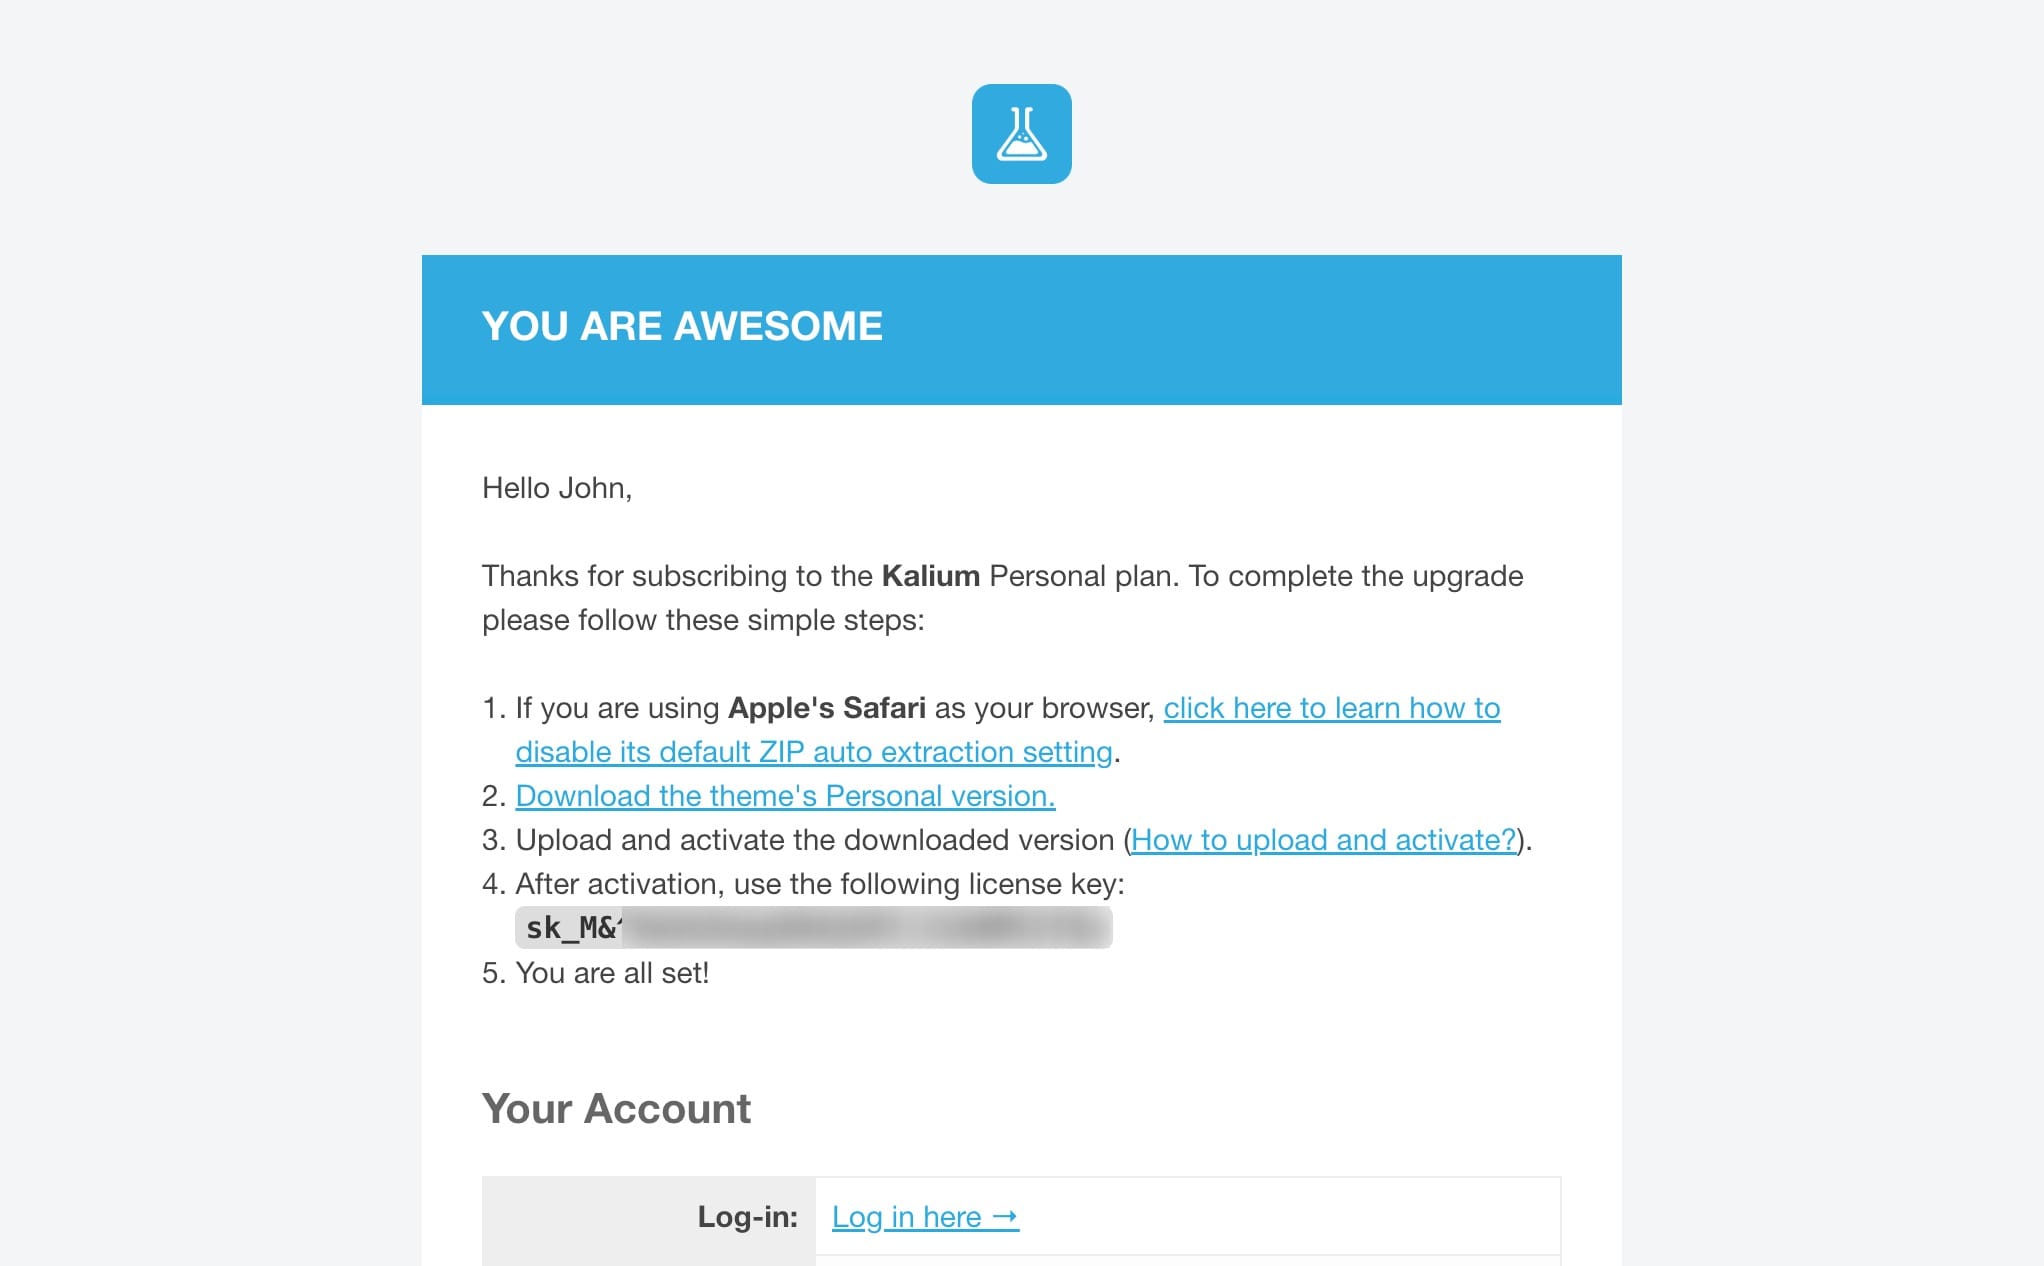 YOU ARE AWESOME
Hello John,
Thanks for subscribing to the Kalium Personal plan. To complete the upgrade
please follow these simple steps:
1. If you are using Apple's Safari as your browser, click here to learn how to
disable its default ZIP auto extraction setting.
2. Download the theme's Personal version.
3. Upload and activate the downloaded version (How to upload and activate?).
4. After activation, use the following license key:
sk_M&
5. You are all set!
Your Account
Log-in: Log in here →